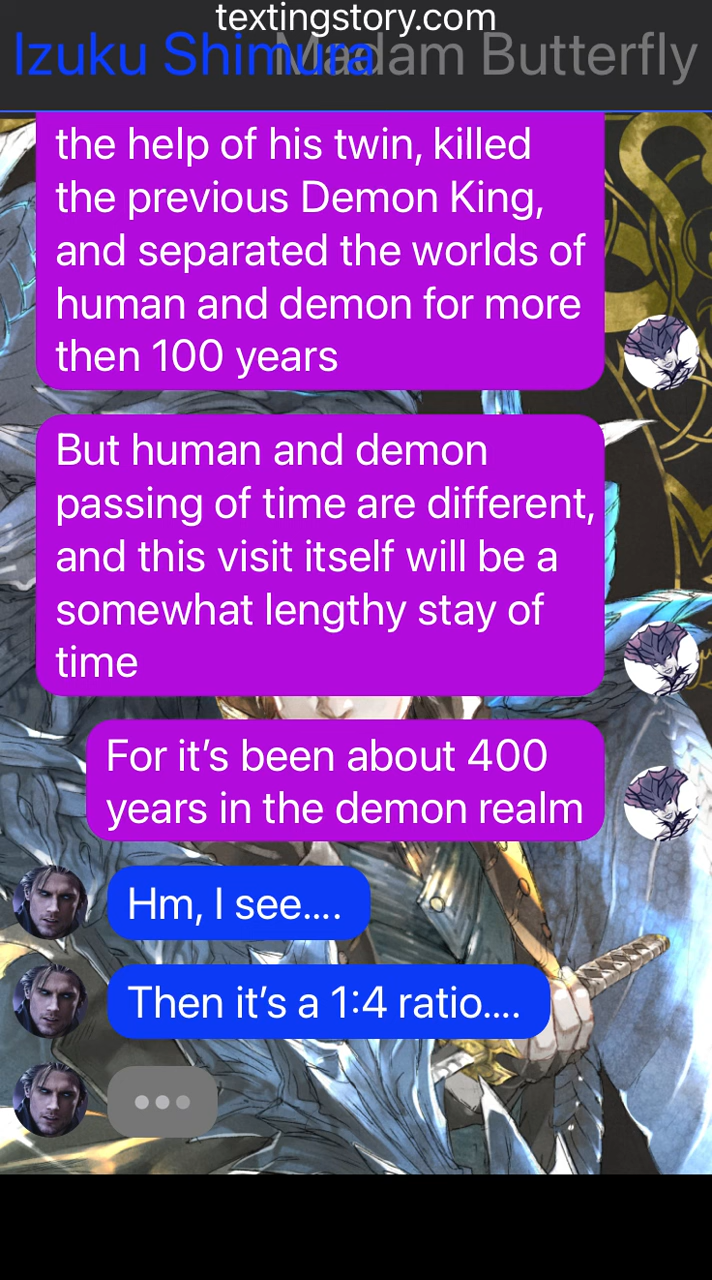 textingstory.com
Izuku Shimura
Madam Butterfly
the help of his twin, killed
the previous Demon King,
and separated the worlds of
human and demon for more
then 100 years
But human and demon
passing of time are different,
and this visit itself will be a
somewhat lengthy stay of
time
For it’s been about 400
years in the demon realm
Hm, I see....
Then it’s a 1:4 ratio....